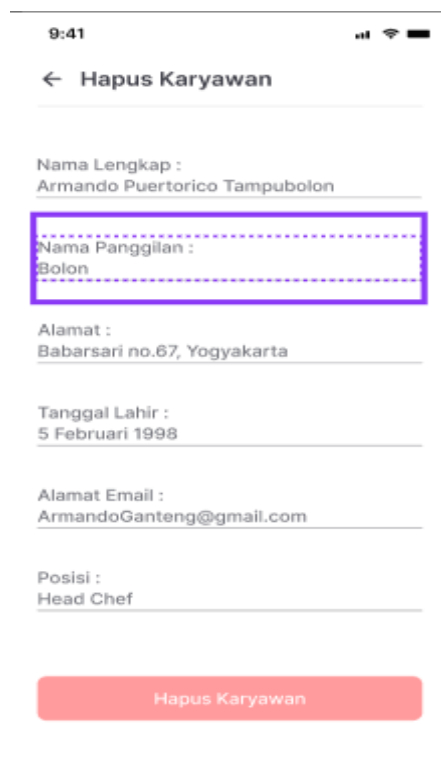 9:41
← Hapus Karyawan
Nama Lengkap :
Armando Puertorico Tampubolon
Nama Panggilan :
Bolon
Alamat :
Babarsari no.67, Yogyakarta
Tanggal Lahir :
5 Februari 1998
Alamat Email :
ArmandoGanteng@gmail.com
Posisi :
Head Chef
Hapus Karyawan